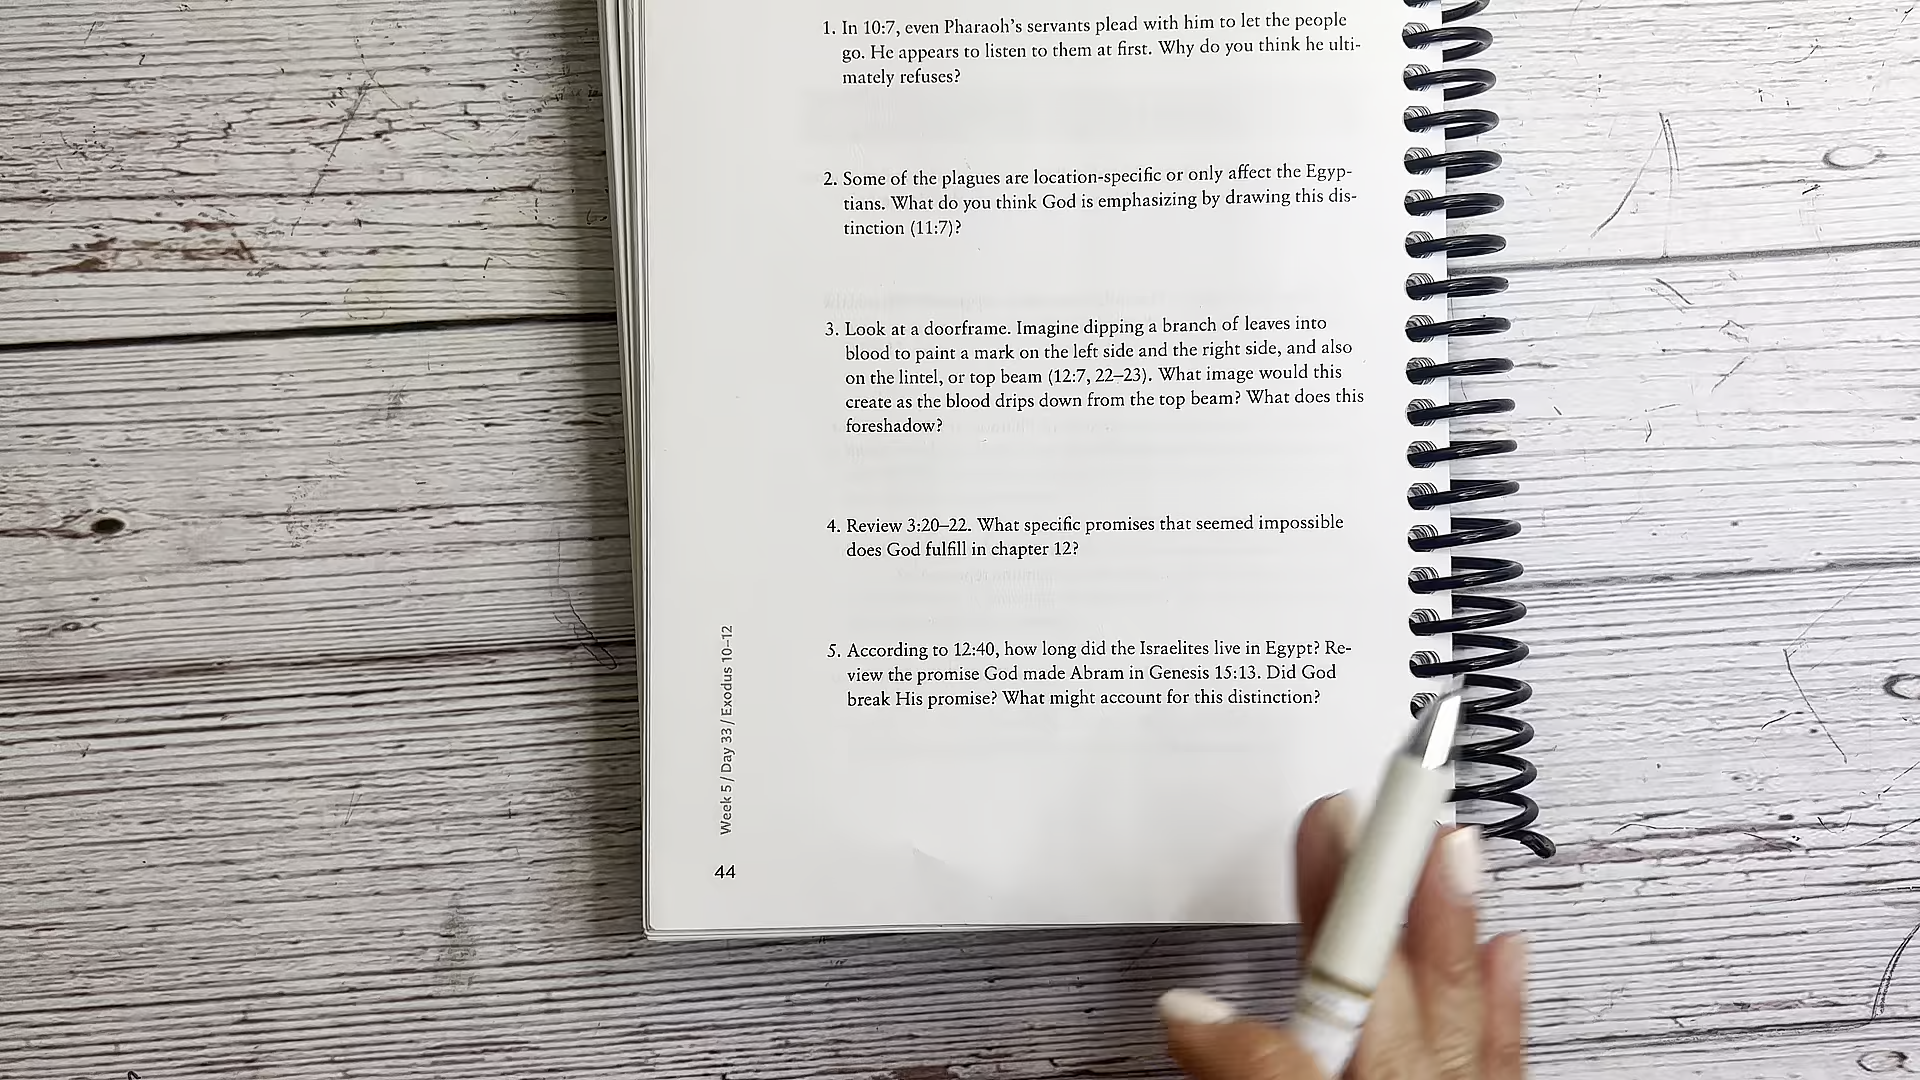 1. In 10:7, even Pharaoh's servants plead with him to let the people
go. He appears to listen to them at first. Why do you think he ulti-
mately refuses?
2. Some of the plagues are location-specific or only affect the Egyp-
tians. What do you think God is emphasizing by drawing this dis-
tinction (11:7)?
3. Look at a doorframe. Imagine dipping a branch of leaves into
blood to paint a mark on the left side and the right side, and also
on the lintel, or top beam (12:7, 22–23). What image would this
create as the blood drips down from the top beam? What does this
foreshadow?
4. Review 3:20–22. What specific promises that seemed impossible
does God fulfill in chapter 12?
5. According to 12:40, how long did the Israelites live in Egypt? Re-
view the promise God made Abram in Genesis 15:13. Did God
break His promise? What might account for this distinction?
Week 5 / Day 33 / Exodus 10–12
44